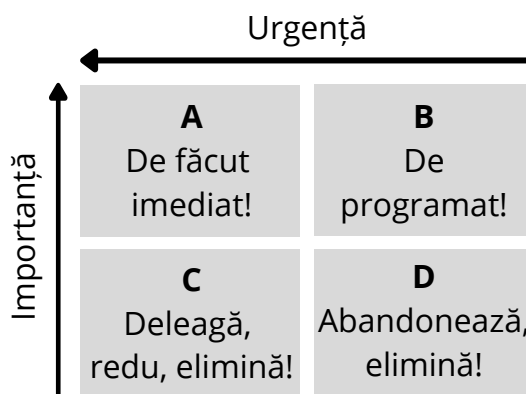 Urgență
Importanță
A
De făcut
imediat!
B
De
programat!
C
Deleagă,
redu, elimină!
D
Abandonează,
elimină!